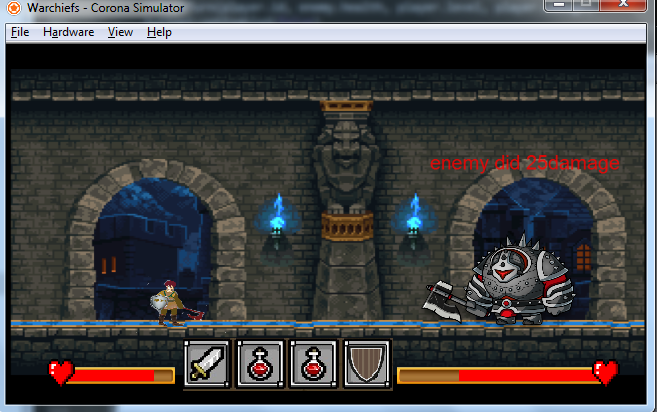 Warchiefs - Corona Simulator
File Hardware View Help
enemy did 25damage